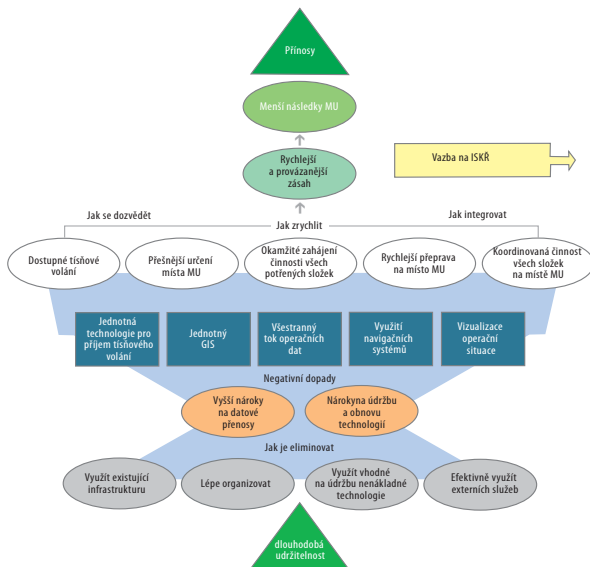 Přínosy
Menší následky MU
Rychlejší
a provázanější
zásah
Vazba na ISKŘ
Jak se dozvědět
Jak zrychlit
Jak integrovat
Dostupné tísňové
volání
Přešnější určení
místa MU
Okamžité zahájení
činnosti všech
potřených složek
Rychlejší přeprava
na místo MU
Koordinovaná činnost
všech složek
na místě MU
Jednotná
technologie pro
příjem tísňového
volání
Jednotný
GIS
Všestranný
tok operačních
dat
Využití
navigačních
systémů
Vizualizace
operační
situace
Negativní dopady
Vyšší nároky
na datové
přenosy
Nárokyna údržbu
a obnovu
technologií
Jak je eliminovat
Využít existující
infrastrukturu
Lépe organizovat
Využít vhodné
na údržbu nenákladné
technologie
Efektivně využít
externích služeb
dlouhodobá
udržitelnost